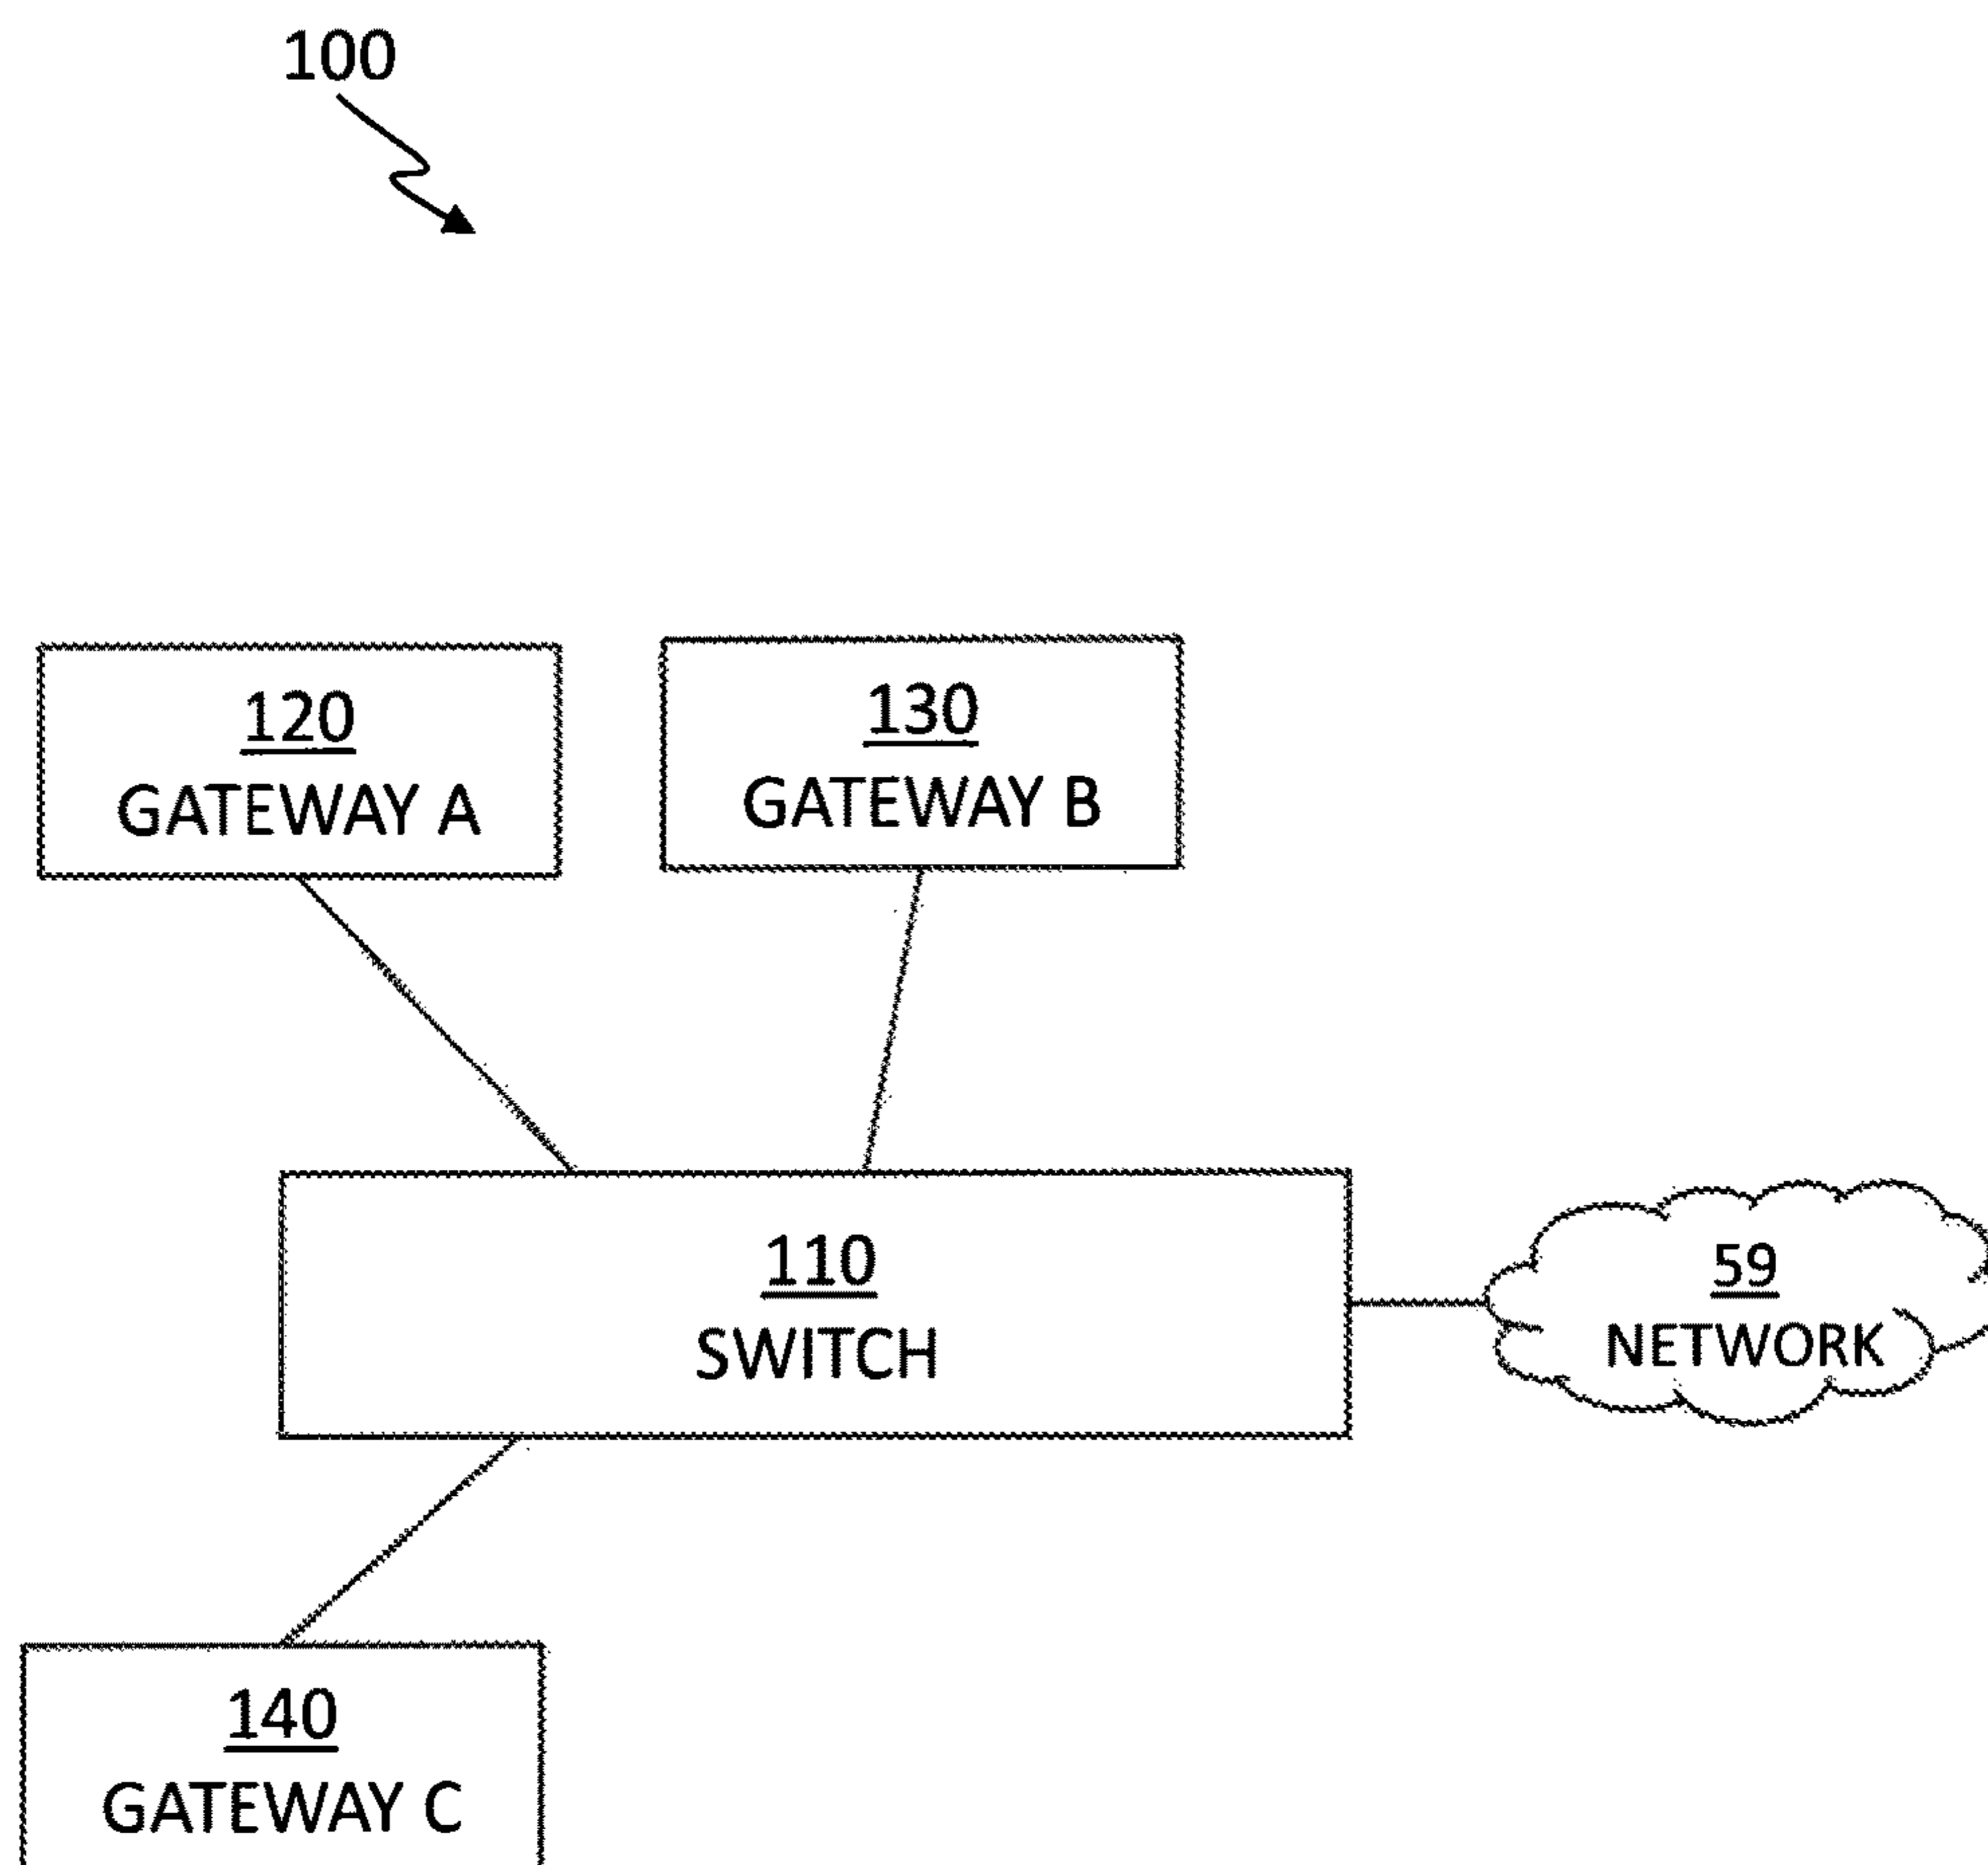 100
120
GATEWAY A
130
GATEWAY B
110
SWITCH
59
NETWORK
140
GATEWAY C